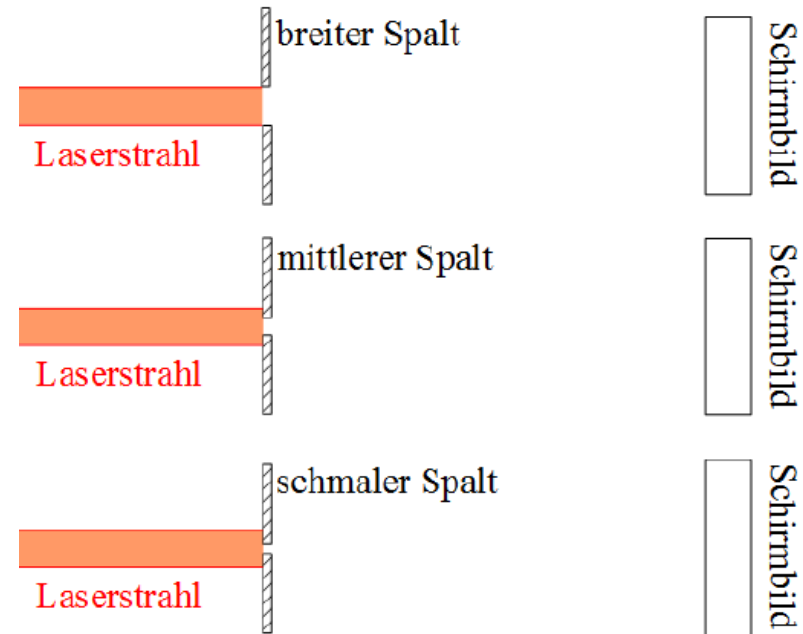 breiter Spalt
Laserstrahl
Schirmbild
mittlerer Spalt
Laserstrahl
Schirmbild
schmaler Spalt
Laserstrahl
Schirmbild